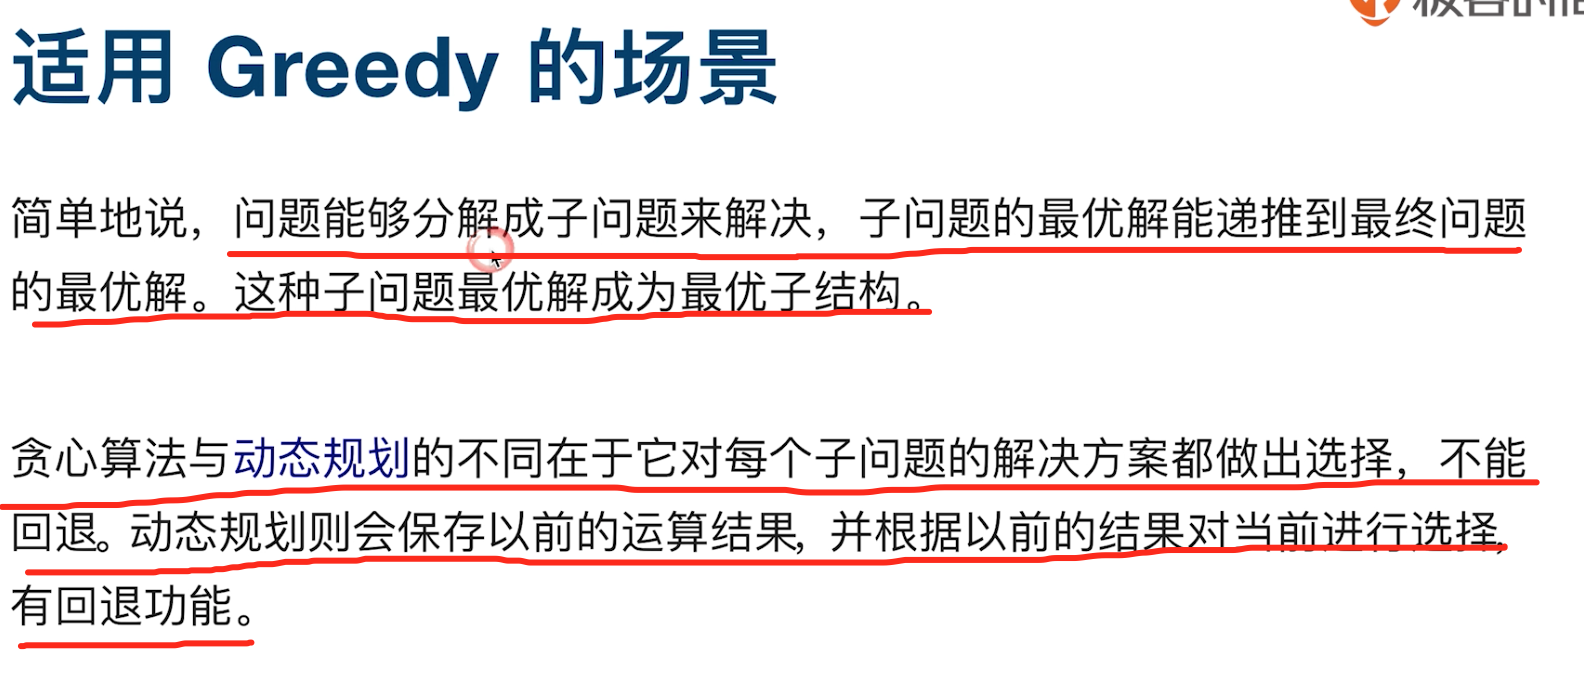 适用 Greedy 的场景
简单地说，问题能够分解成子问题来解决，子问题的最优解能递推到最终问题
的最优解。这种子问题最优解成为最优子结构。
贪心算法与动态规划的不同在于它对每个子问题的解决方案都做出选择，不能
回退。动态规划则会保存以前的运算结果，并根据以前的结果对当前进行选择，
有回退功能。